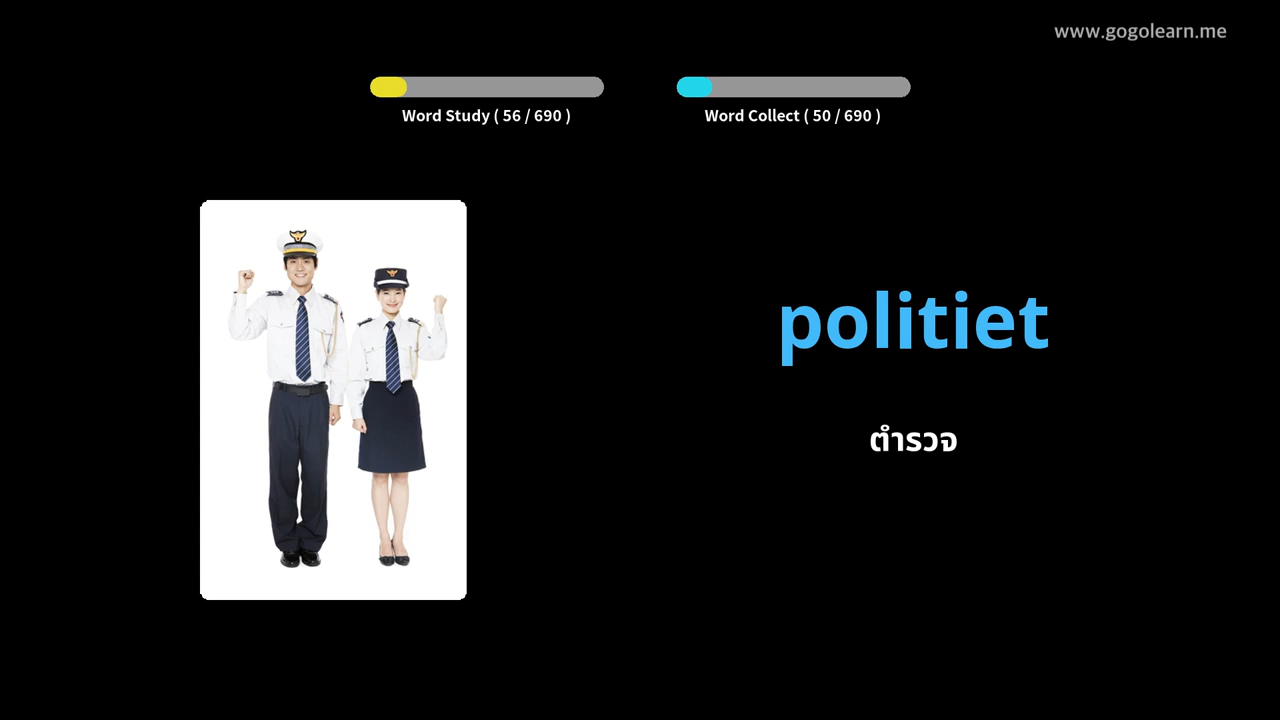 www.gogolearn.me
Word Study ( 56 / 690 )
Word Collect ( 50 / 690 )
politiet
ตำรวจ